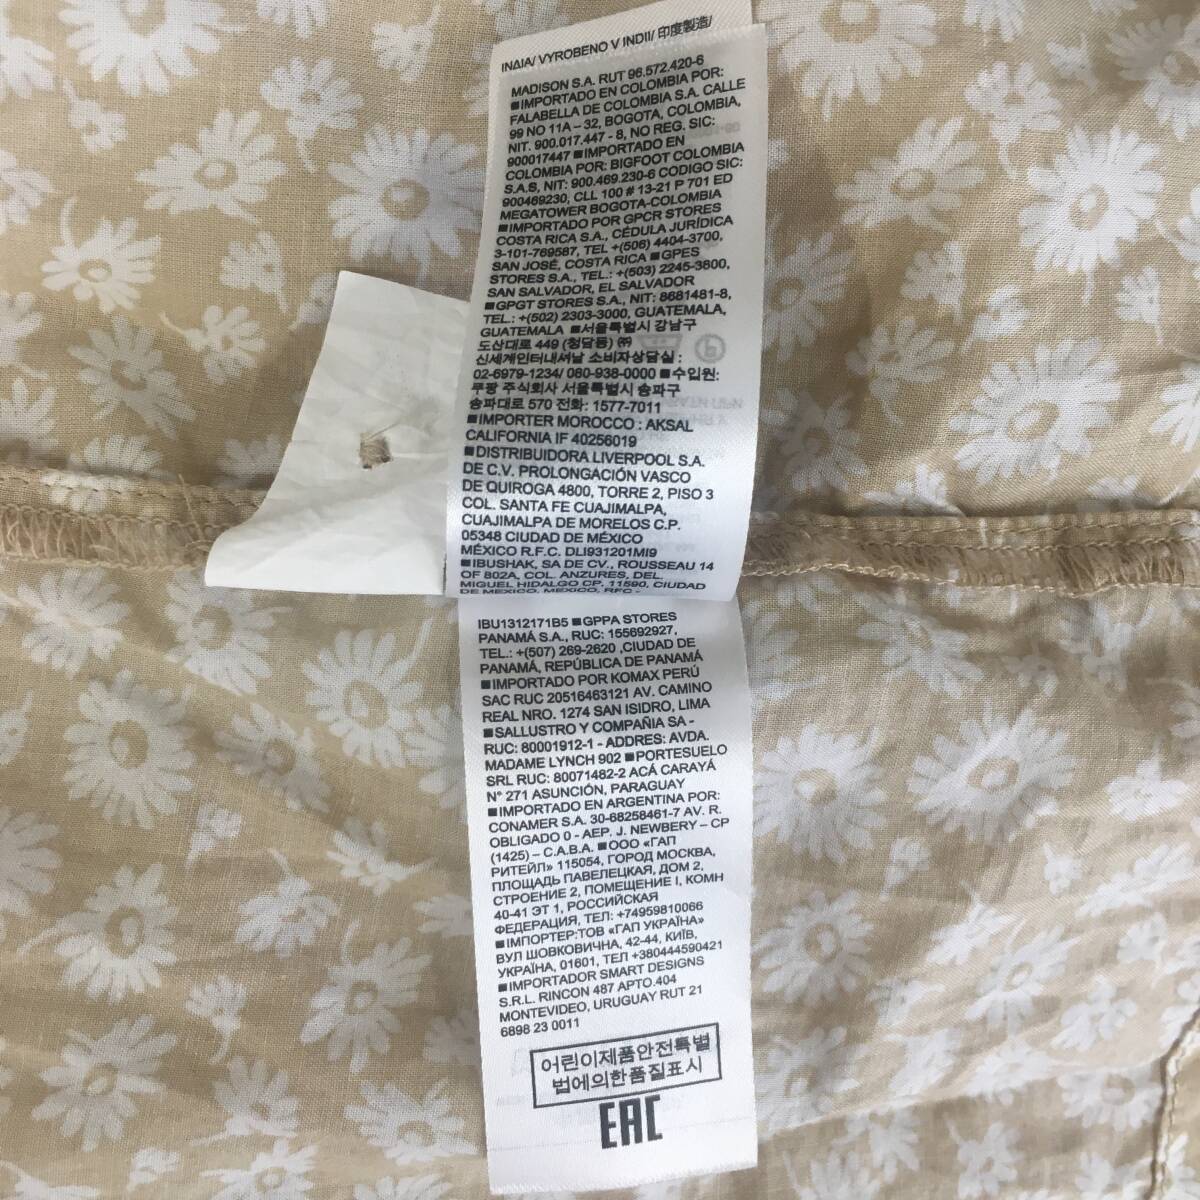 ΙΝΔΙΑ/ VYROBENO V INDII/ 印度製造/
MADISON S.A. RUT 96.572.420-6
■IMPORTADO EN COLOMBIA POR:
FALABELLA DE COLOMBIA S.A. CALLE
99 NO 11A – 32, BOGOTA, COLOMBIA,
NIT. 900.017.447 - 8, NO REG. SIC:
900017447 ■IMPORTADO EN
COLOMBIA POR: BIGFOOT COLOMBIA
S.A.S, NIT: 900.469.230-6 CODIGO SIC:
900469230, CLL 100 # 13-21 P 701 ED
MEGATOWER BOGOTA-COLOMBIA
■IMPORTADO POR GPCR STORES
COSTA RICA S.A., CÉDULA JURÍDICA
3-101-769587, TEL +(506) 4404-3700,
SAN JOSÉ, COSTA RICA ■GPES
STORES S.A., TEL.: +(503) 2245-3800,
SAN SALVADOR, EL SALVADOR
■GPGT STORES S.A., NIT: 8681481-8,
TEL.: +(502) 2303-3000, GUATEMALA,
GUATEMALA ■서울특별시 강남구
도산대로 449 (청담동) ㈜
신세계인터내셔날 소비자상담실 :
02-6979-1234/ 080-938-0000 ■수입원:
쿠팡 주식회사 서울특별시 송파구
송파대로 570 전화: 1577-7011
■IMPORTER MOROCCO : AKSAL
CALIFORNIA IF 40256019
■DISTRIBUIDORA LIVERPOOL S.A.
DE C.V. PROLONGACIÓN VASCO
DE QUIROGA 4800, TORRE 2, PISO 3
COL. SANTA FE CUAJIMALPA,
CUAJIMALPA DE MORELOS C.P.
05348 CIUDAD DE MÉXICO
MÉXICO R.F.C. DLI931201MI9
■IBUSHAK, SA DE CV., ROUSSEAU 14
OF 802A, COL. ANZURES, DEL.
MIGUEL HIDALGO CP. 11590, CIUDAD
DE MEXICO, MEXICO, RFC -
IBU1312171B5 ■GPPA STORES
PANAMÁ S.A., RUC: 155692927,
TEL.: +(507) 269-2620 ,CIUDAD DE
PANAMÁ, REPÚBLICA DE PANAMÁ
■IMPORTADO POR KOMAX PERÚ
SAC RUC 20516463121 AV. CAMINO
REAL NRO. 1274 SAN ISIDRO, LIMA
■SALLUSTRO Y COMPAÑIA SA -
RUC: 80001912-1 - ADDRES: AVDA.
MADAME LYNCH 902 ■PORTESUELO
SRL RUC: 80071482-2 ACÁ CARAYÁ
N° 271 ASUNCIÓN, PARAGUAY
■IMPORTADO EN ARGENTINA POR:
CONAMER S.A. 30-68258461-7 AV. R.
OBLIGADO 0 - AEP. J. NEWBERY – CP
(1425) – C.A.B.A. ■ООО «ГАП
РИТЕЙЛ» 115054, ГОРОД МОСКВА,
ПЛОЩАДЬ ПАВЕЛЕЦКАЯ, ДОМ 2,
СТРОЕНИЕ 2, ПОМЕЩЕНИЕ I, КОМН
40-41 ЭТ 1, РОССИЙСКАЯ
ФЕДЕРАЦИЯ, ТЕЛ: +74959810066
■ІМПОРТЕР:ТОВ «ГАП УКРАЇНА»
ВУЛ ШОВКОВИЧНА, 42-44, КИЇВ,
УКРАЇНА, 01601, ТЕЛ +380444590421
■IMPORTADOR SMART DESIGNS
S.R.L. RINCON 487 APTO.404
MONTEVIDEO, URUGUAY RUT 21
6898 23 0011
어린이제품안전특별
법에의한품질표시
EAC